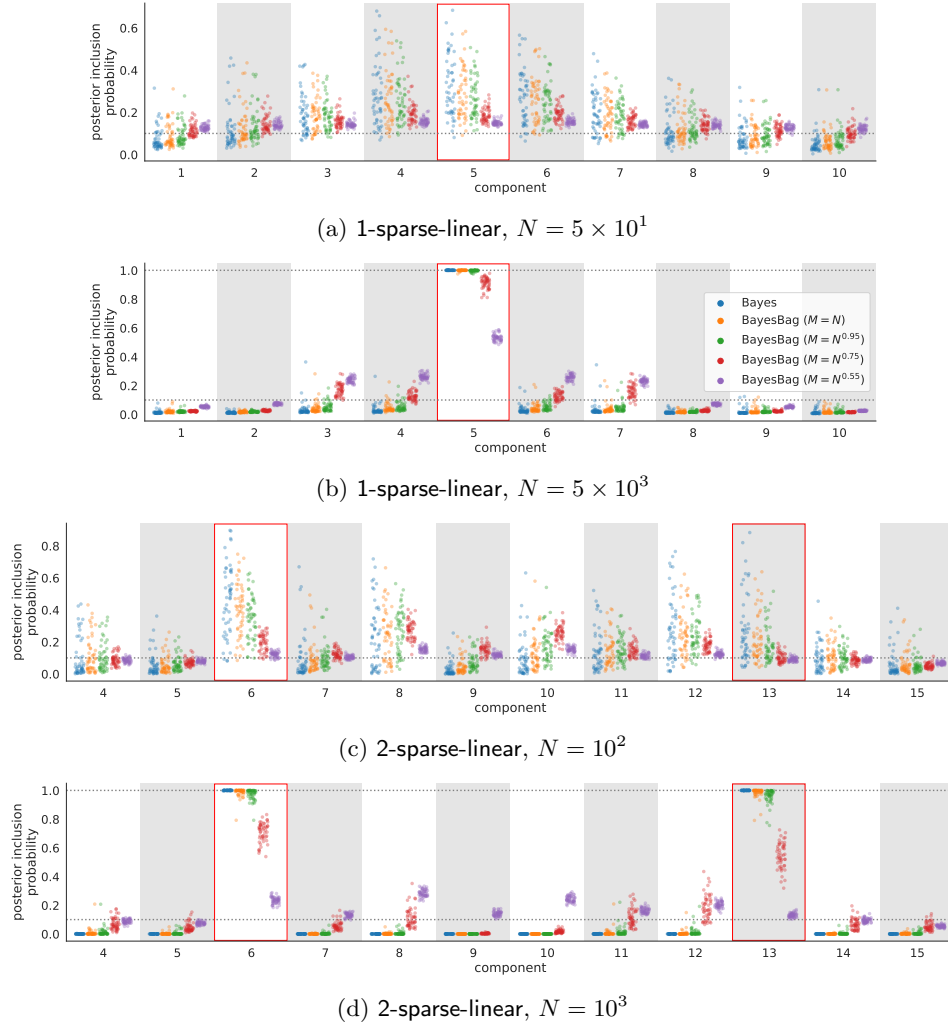 posterior inclusion
probability
0.6
0.4
0.2
0.0
1 2 3 4 5 6 7 8 9 10
component
(a) 1-sparse-linear, N = 5 × 10¹
posterior inclusion
probability
1.0
0.8
0.6
0.4
0.2
0.0
Bayes
BayesBag (M = N)
BayesBag (M = N^0.95)
BayesBag (M = N^0.75)
BayesBag (M = N^0.55)
1 2 3 4 5 6 7 8 9 10
component
(b) 1-sparse-linear, N = 5 × 10³
posterior inclusion
probability
0.8
0.6
0.4
0.2
0.0
4 5 6 7 8 9 10 11 12 13 14 15
component
(c) 2-sparse-linear, N = 10²
posterior inclusion
probability
1.0
0.8
0.6
0.4
0.2
0.0
4 5 6 7 8 9 10 11 12 13 14 15
component
(d) 2-sparse-linear, N = 10³